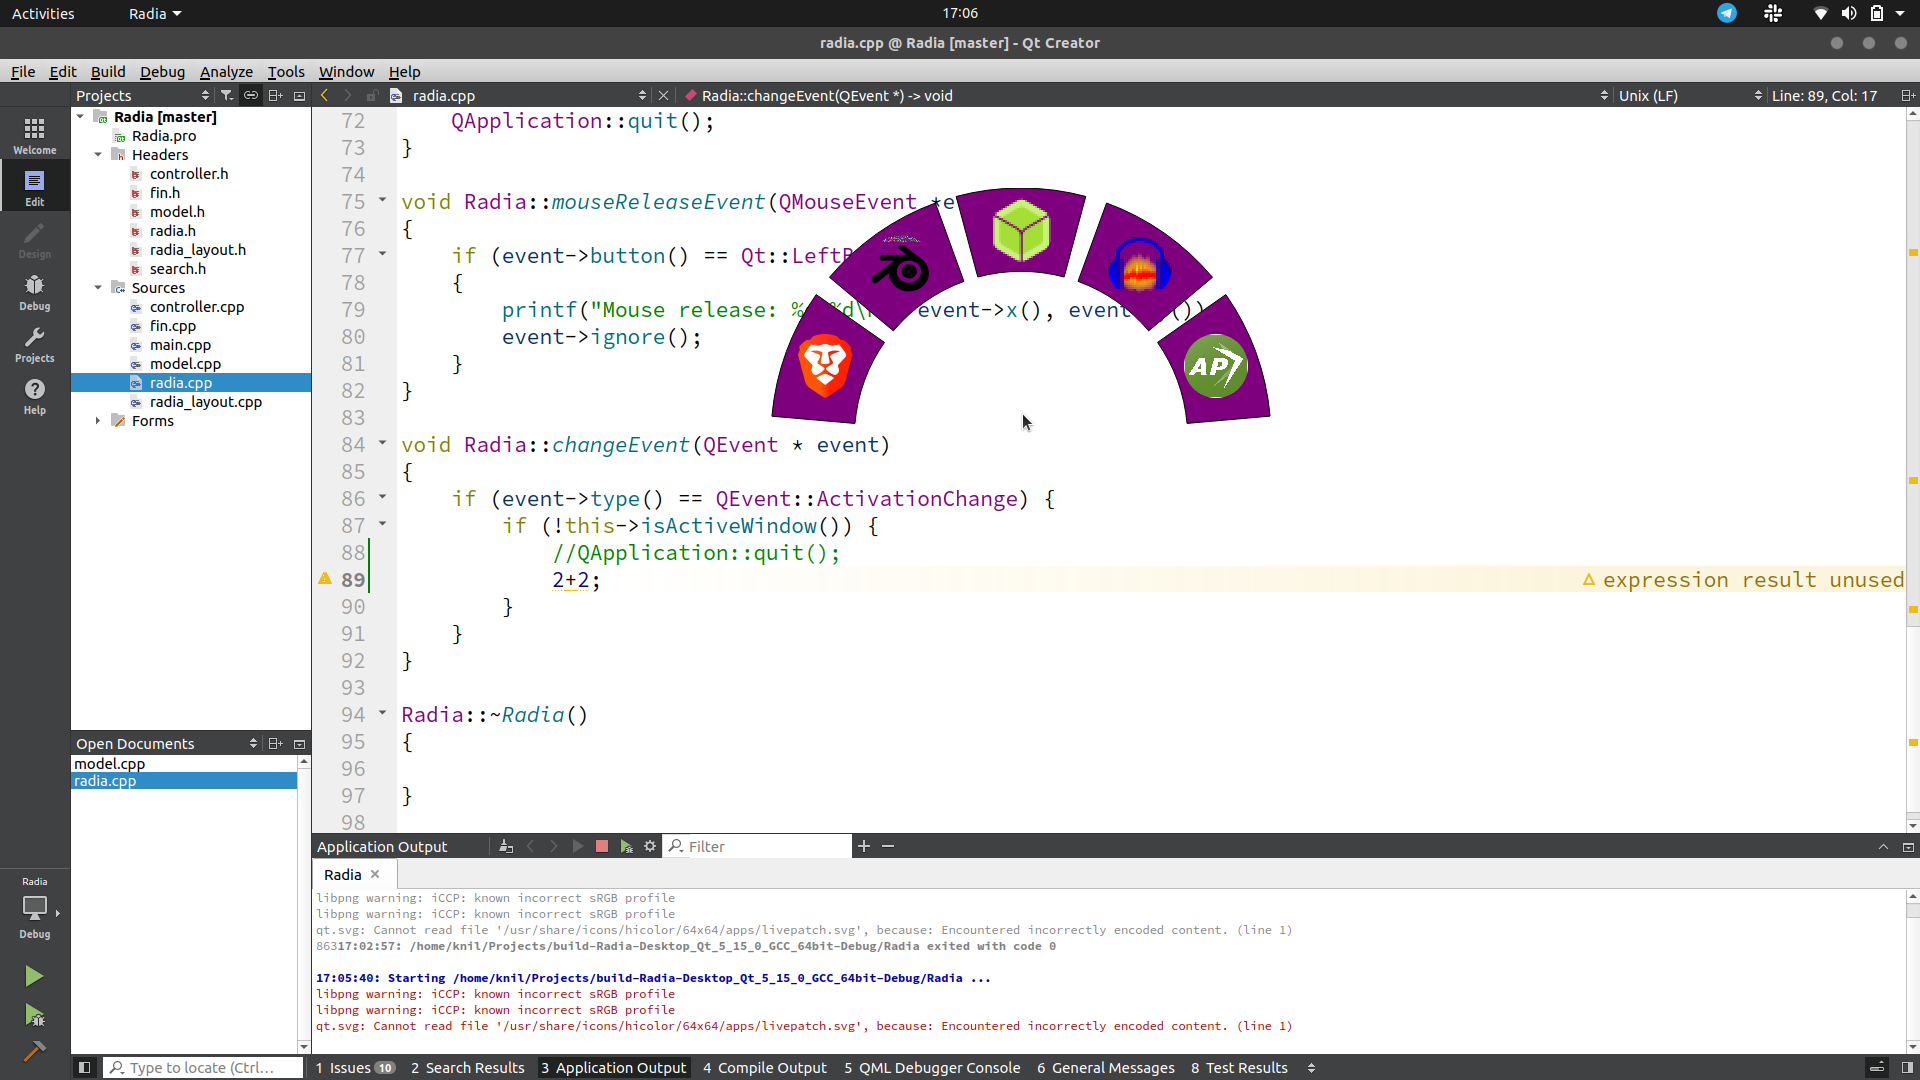 Activities
Radia
17:06
radia.cpp @ Radia [master] - Qt Creator
File Edit Build Debug Analyze Tools Window Help
Projects
radia.cpp
Radia::changeEvent(QEvent *) -> void
Unix (LF)
Line: 89, Col: 17
Welcome
Edit
Design
Debug
Projects
Help
Radia
Debug
Radia [master]
Radia.pro
Headers
controller.h
fin.h
model.h
radia.h
radia_layout.h
search.h
Sources
controller.cpp
fin.cpp
main.cpp
model.cpp
radia.cpp
radia_layout.cpp
Forms
Open Documents
model.cpp
radia.cpp
72 QApplication::quit();
73 }
74
75 void Radia::mouseReleaseEvent(QMouseEvent *e
76 {
77 if (event->button() == Qt::LeftB
78 {
79 printf("Mouse release: % %d\ event->x(), event ())
80 event->ignore();
81 }
82 }
83
84 void Radia::changeEvent(QEvent * event)
85 {
86 if (event->type() == QEvent::ActivationChange) {
87 if (!this->isActiveWindow()) {
88 //QApplication::quit();
89 2+2; expression result unused
90 }
91 }
92 }
93
94 Radia::~Radia()
95 {
96
97 }
98
AP
Application Output
Filter
Radia
libpng warning: iCCP: known incorrect sRGB profile
libpng warning: iCCP: known incorrect sRGB profile
qt.svg: Cannot read file '/usr/share/icons/hicolor/64x64/apps/livepatch.svg', because: Encountered incorrectly encoded content. (line 1)
86317:02:57: /home/knil/Projects/build-Radia-Desktop_Qt_5_15_0_GCC_64bit-Debug/Radia exited with code 0
17:05:40: Starting /home/knil/Projects/build-Radia-Desktop_Qt_5_15_0_GCC_64bit-Debug/Radia ...
libpng warning: iCCP: known incorrect sRGB profile
libpng warning: iCCP: known incorrect sRGB profile
qt.svg: Cannot read file '/usr/share/icons/hicolor/64x64/apps/livepatch.svg', because: Encountered incorrectly encoded content. (line 1)
Type to locate (Ctrl...
1 Issues 10
2 Search Results
3 Application Output
4 Compile Output
5 QML Debugger Console
6 General Messages
8 Test Results